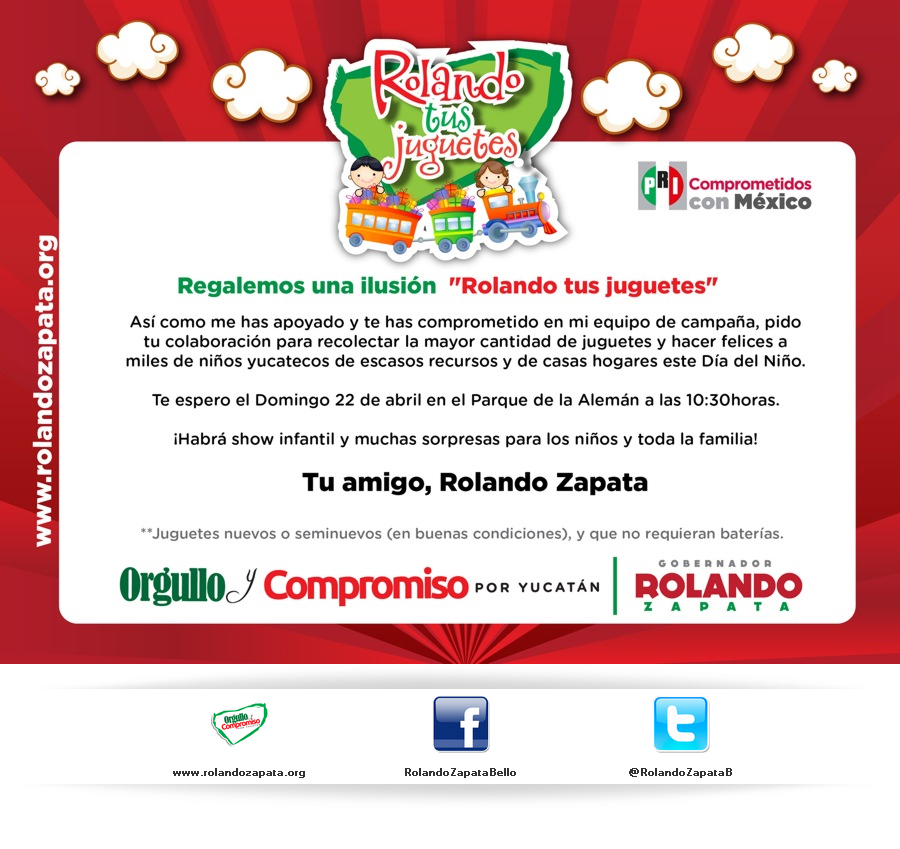 Rolando
tus
juguetes
PRI
Comprometidos
con México
www.rolandozapata.org
Regalemos una ilusión "Rolando tus juguetes"
Así como me has apoyado y te has comprometido en mi equipo de campaña, pido
tu colaboración para recolectar la mayor cantidad de juguetes y hacer felices a
miles de niños yucatecos de escasos recursos y de casas hogares este Día del Niño.
Te espero el Domingo 22 de abril en el Parque de la Alemán a las 10:30horas.
¡Habrá show infantil y muchas sorpresas para los niños y toda la familia!
Tu amigo, Rolando Zapata
**Juguetes nuevos o seminuevos (en buenas condiciones), y que no requieran baterías.
Orgullo y Compromiso POR YUCATÁN
GOBERNADOR
ROLANDO
ZAPATA
Orgullo y
Compromiso
www.rolandozapata.org
RolandoZapataBello
@RolandoZapataB